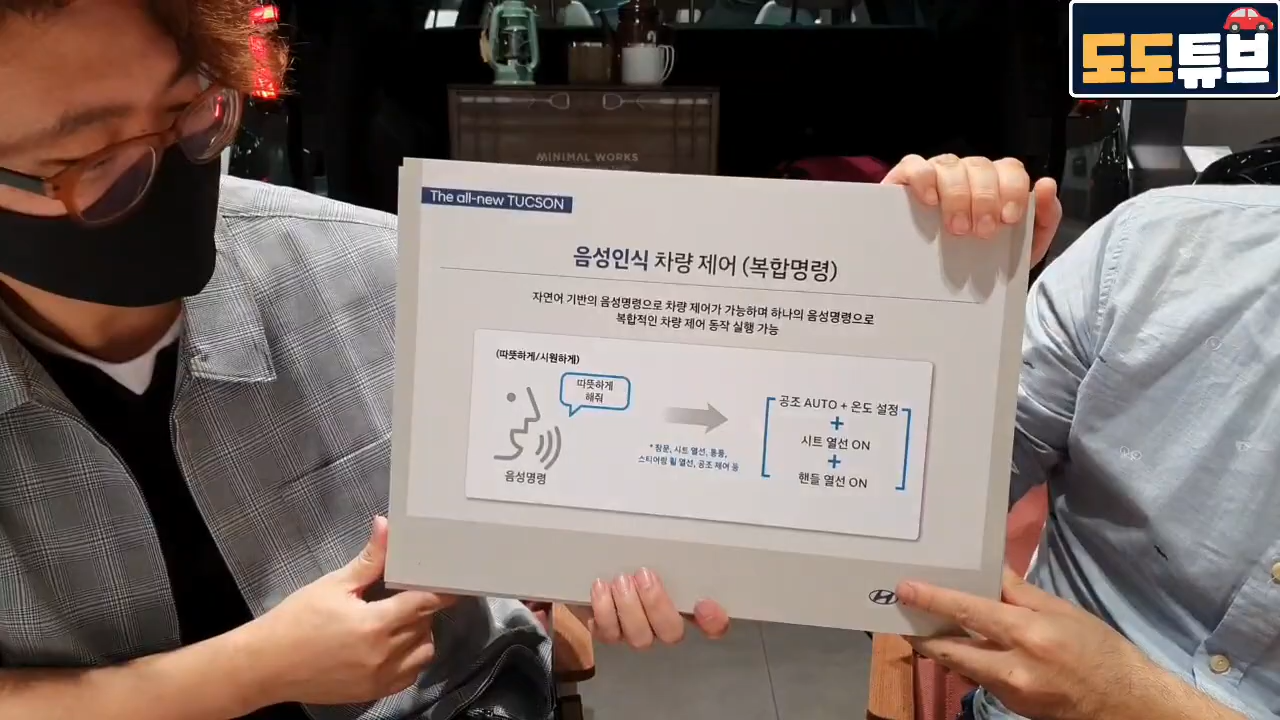 도도튜브
MINIMAL WORKS
The all-new TUCSON
음성인식 차량 제어 (복합명령)
자연어 기반의 음성명령으로 차량 제어가 가능하며 하나의 음성명령으로
복합적인 차량 제어 동작 실행 가능
(따뜻하게/시원하게)
따뜻하게
해줘
음성명령
* 창문, 시트 열선, 통풍,
스티어링 휠 열선, 공조 제어 등
공조 AUTO + 온도 설정
+
시트 열선 ON
+
핸들 열선 ON